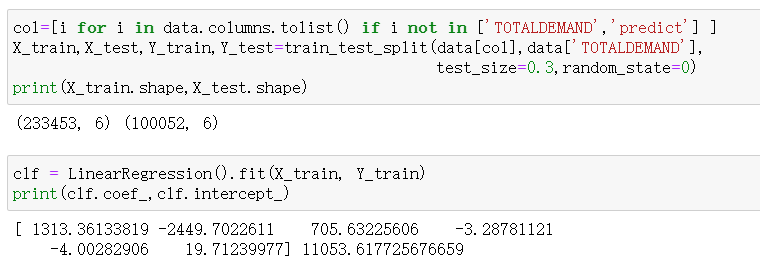 col=[i for i in data.columns.tolist() if i not in ['TOTALDEMAND','predict'] ]
X_train,X_test,Y_train,Y_test=train_test_split(data[col],data['TOTALDEMAND'],
test_size=0.3,random_state=0)
print(X_train.shape,X_test.shape)
(233453, 6) (100052, 6)
clf = LinearRegression().fit(X_train, Y_train)
print(clf.coef_,clf.intercept_)
[ 1313.36133819 -2449.7022611 705.63225606 -3.28781121
-4.00282906 19.71239977] 11053.617725676659